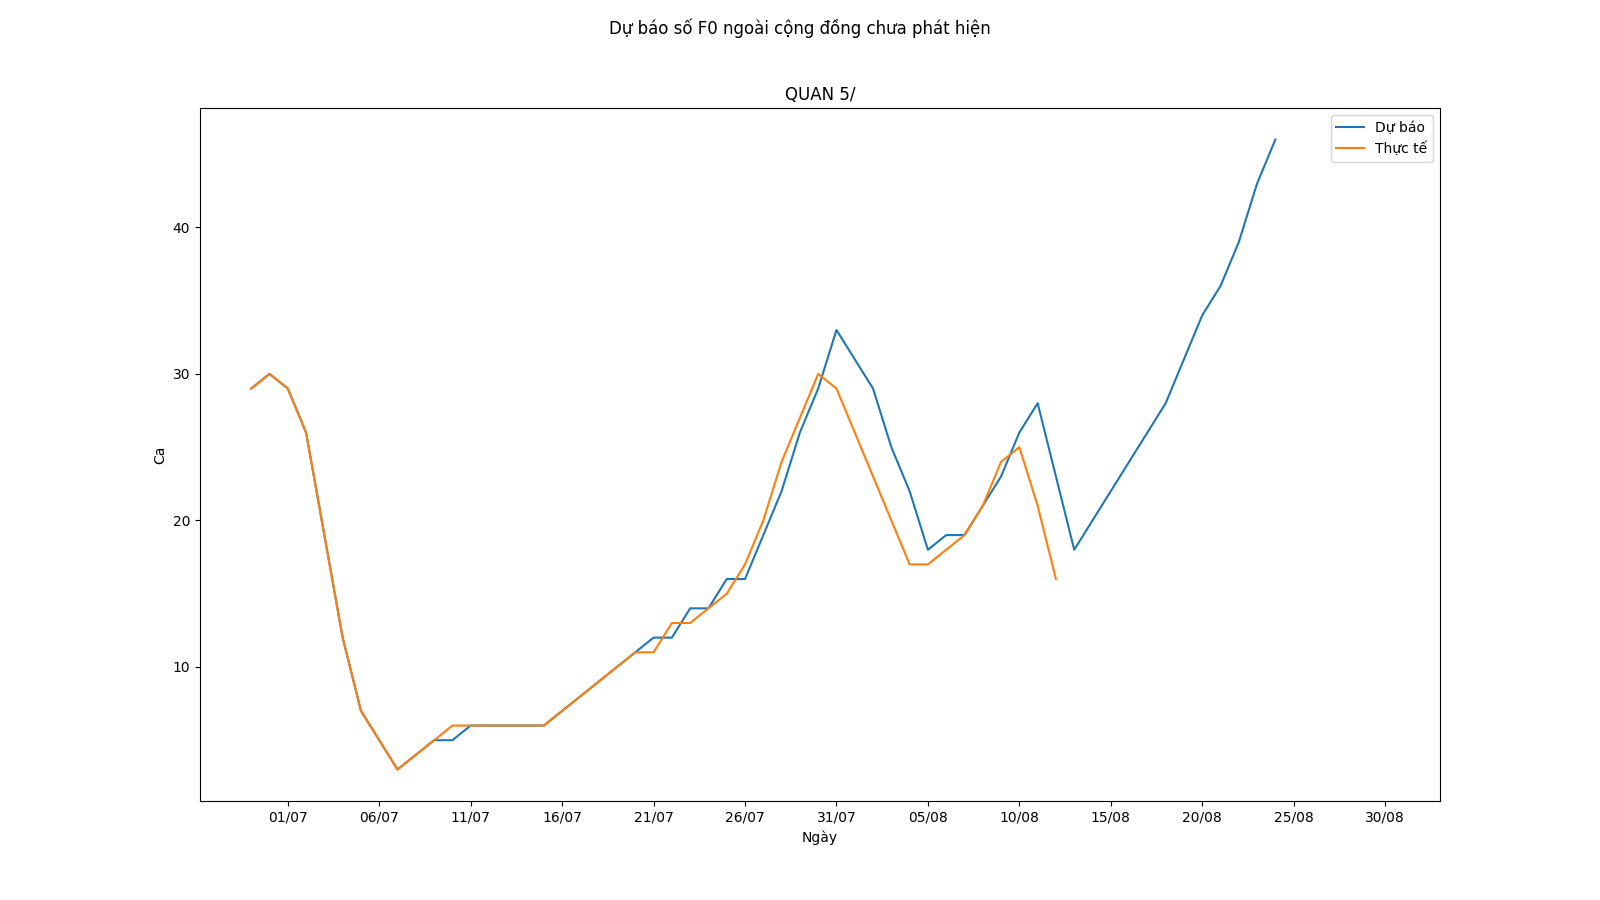 Dự báo số F0 ngoài cộng đồng chưa phát hiện
QUAN 5/
Dự báo
Thực tế
40
30
20
10
Ca
01/07 06/07 11/07 16/07 21/07 26/07 31/07 05/08 10/08 15/08 20/08 25/08 30/08
Ngày